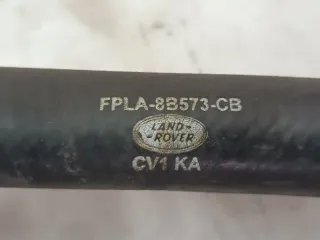 FPLA-8B573-CB
LAND-
-ROVER
CV1 KA